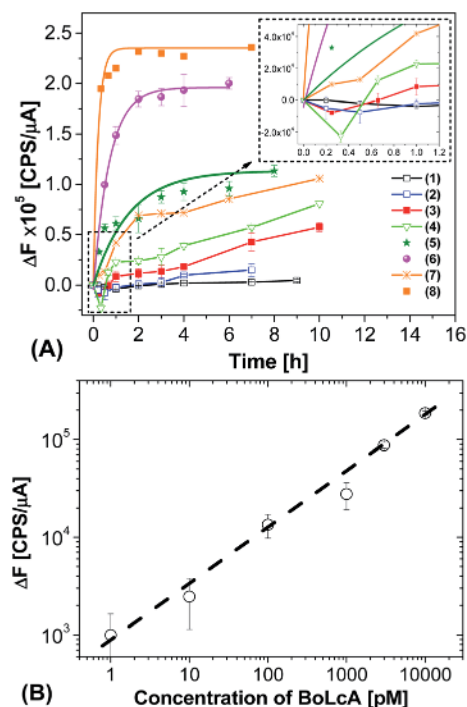 ΔF x10⁵ [CPS/µA]
2.5
2.0
1.5
1.0
0.5
0.0
0 2 4 6 8 10 12 14 16
Time [h]
(A)
4.0x10⁴
2.0x10⁴
0.0
-2.0x10⁴
0.0 0.2 0.4 0.6 0.8 1.0 1.2
(1)
(2)
(3)
(4)
(5)
(6)
(7)
(8)
ΔF [CPS/µA]
10⁵
10⁴
10³
1 10 100 1000 10000
Concentration of BoLcA [pM]
(B)